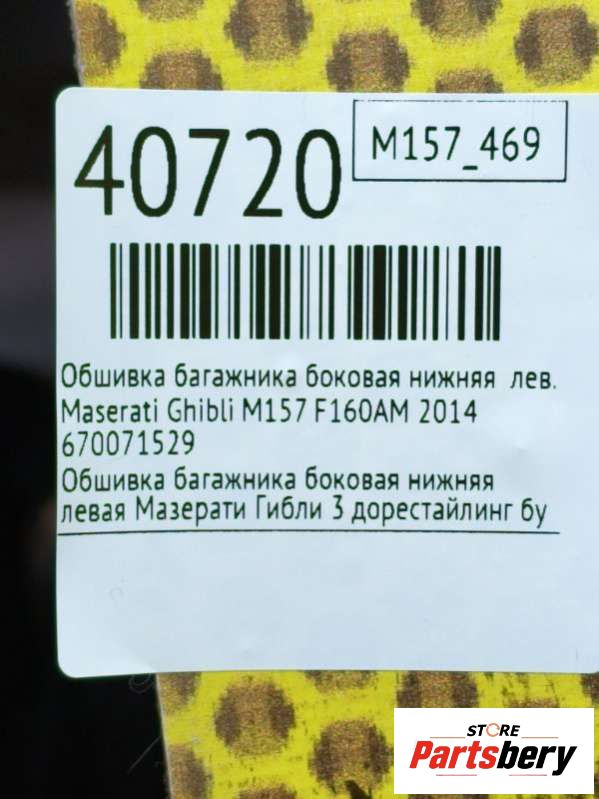 40720
M157_469
Обшивка багажника боковая нижняя лев.
Maserati Ghibli M157 F160AM 2014
670071529
Обшивка багажника боковая нижняя
левая Мазерати Гибли 3 дорестайлинг бу
STORE
Partsbery